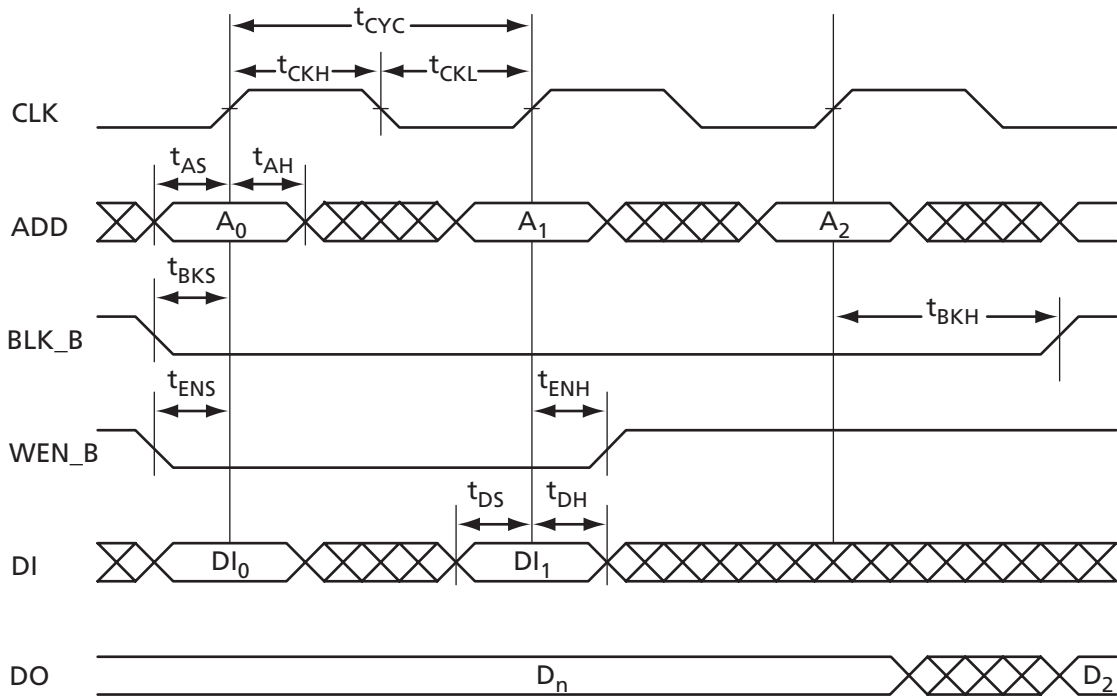 tCYC
tCKH tCKL
CLK
tAS tAH
ADD A0 A1 A2
tBKS
tBKH
BLK_B
tENS tENH
WEN_B
tDS tDH
DI DI0 DI1
DO Dn D2